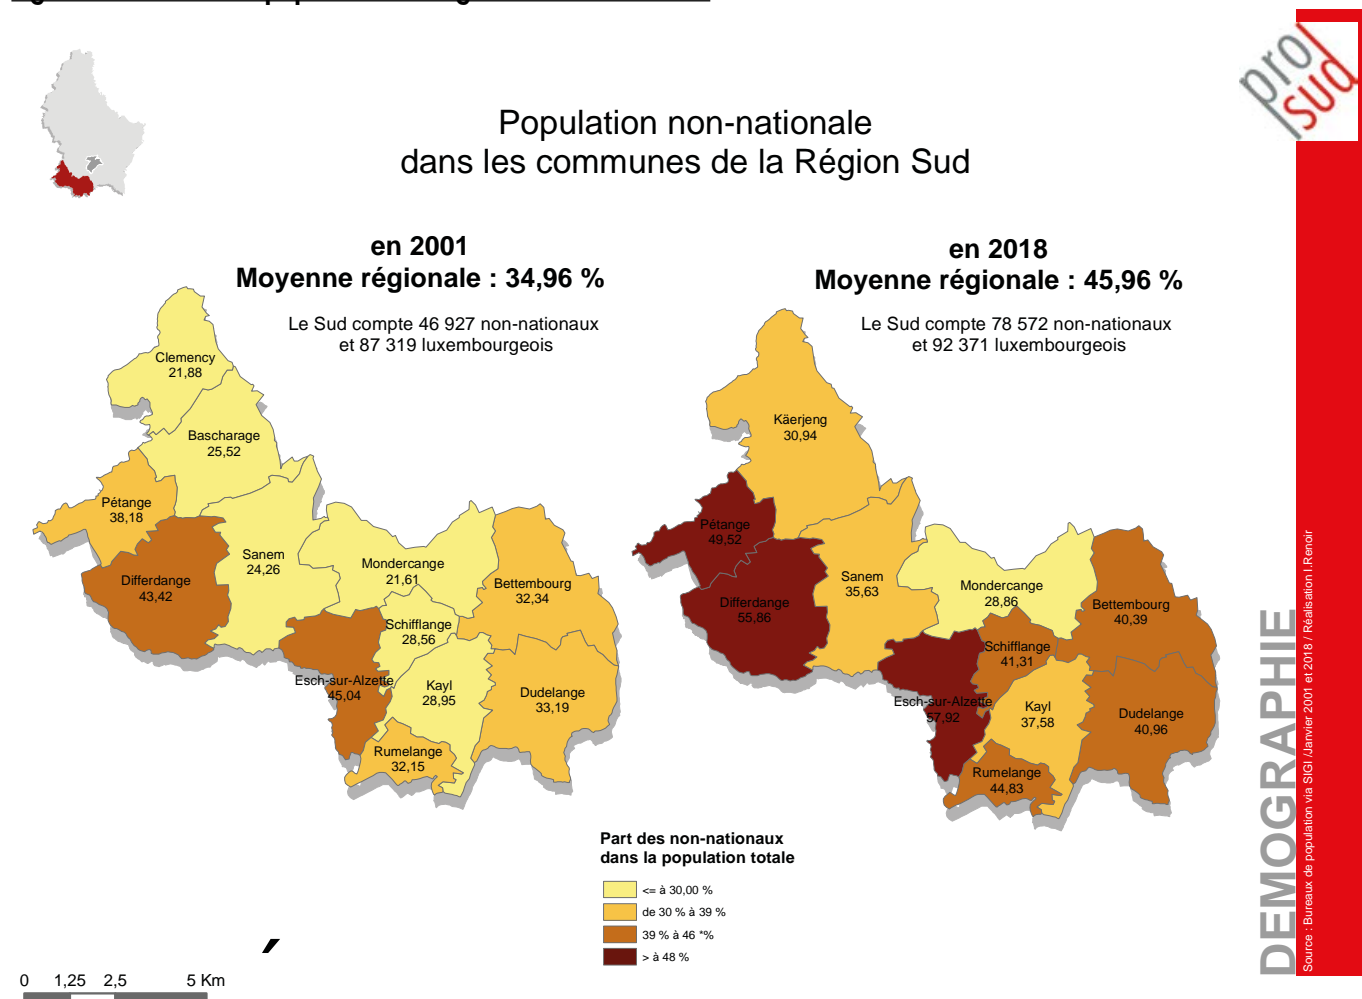 pro
sud
Population non-nationale
dans les communes de la Région Sud
en 2001
Moyenne régionale : 34,96 %
Le Sud compte 46 927 non-nationaux
et 87 319 luxembourgeois
Clemency
21,88
Bascharage
25,52
Pétange
38,18
Differdange
43,42
Sanem
24,26
Mondercange
21,61
Bettembourg
32,34
Schifflange
28,56
Esch-sur-Alzette
45,04
Kayl
28,95
Dudelange
33,19
Rumelange
32,15
en 2018
Moyenne régionale : 45,96 %
Le Sud compte 78 572 non-nationaux
et 92 371 luxembourgeois
Käerjeng
30,94
Pétange
49,52
Differdange
55,86
Sanem
35,63
Mondercange
28,86
Bettembourg
40,39
Schifflange
41,31
Esch-sur-Alzette
57,92
Kayl
37,58
Dudelange
40,96
Rumelange
44,83
Part des non-nationaux
dans la population totale
<= à 30,00 %
de 30 % à 39 %
39 % à 46 *%
> à 48 %
0 1,25 2,5 5 Km
DEMOGRAPHIE
Source : Bureaux de population via SIGI /Janvier 2001 et 2018 / Réalisation I.Renoir